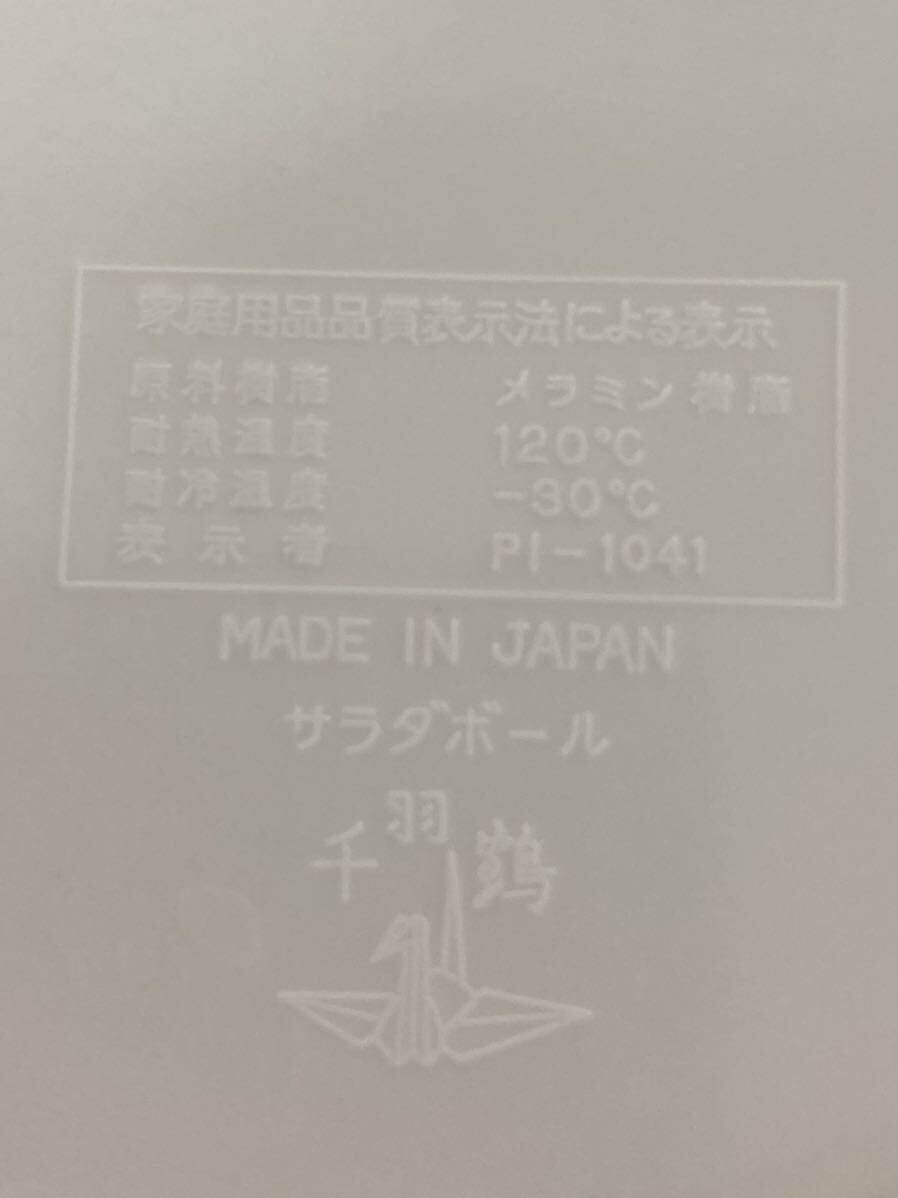 家庭用品品質表示法による表示
原料樹脂 メラミン樹脂
耐熱温度 120℃
耐冷温度 -30℃
表示者 PI-1041
MADE IN JAPAN
サラダボール
千羽鶴